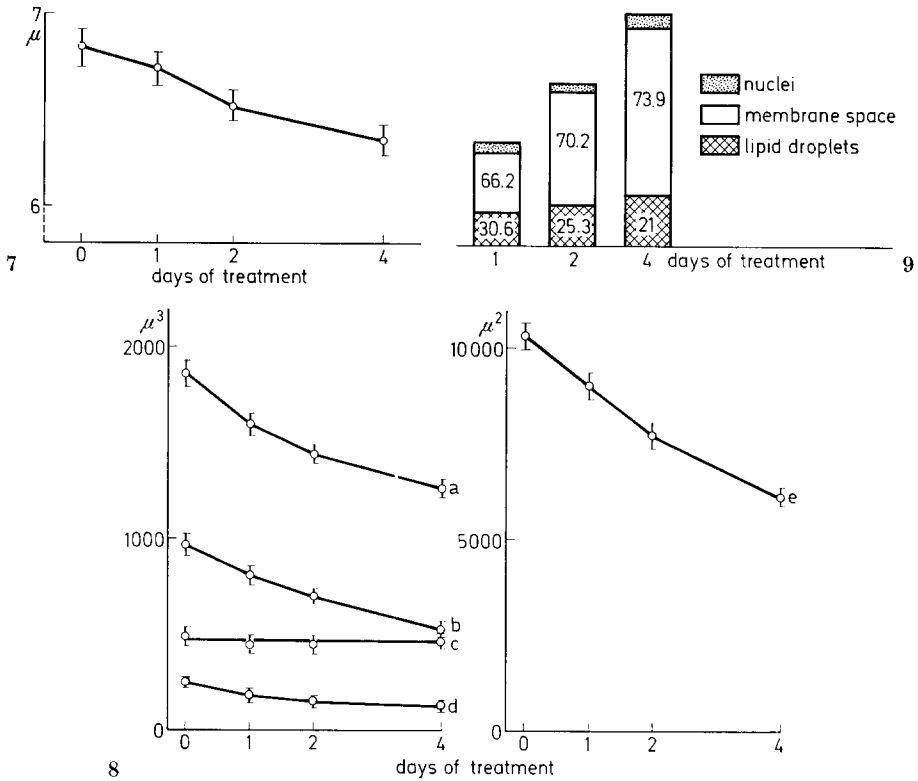 7
μ
6
0 1 2 4
days of treatment
7
73.9
70.2
66.2
30.6 25.3 21
nuclei
membrane space
lipid droplets
1 2 4 days of treatment
9
μ³
2000
1000
0
a
b
c
d
0 1 2 4
μ²
10000
5000
0
e
0 1 2 4
days of treatment
8